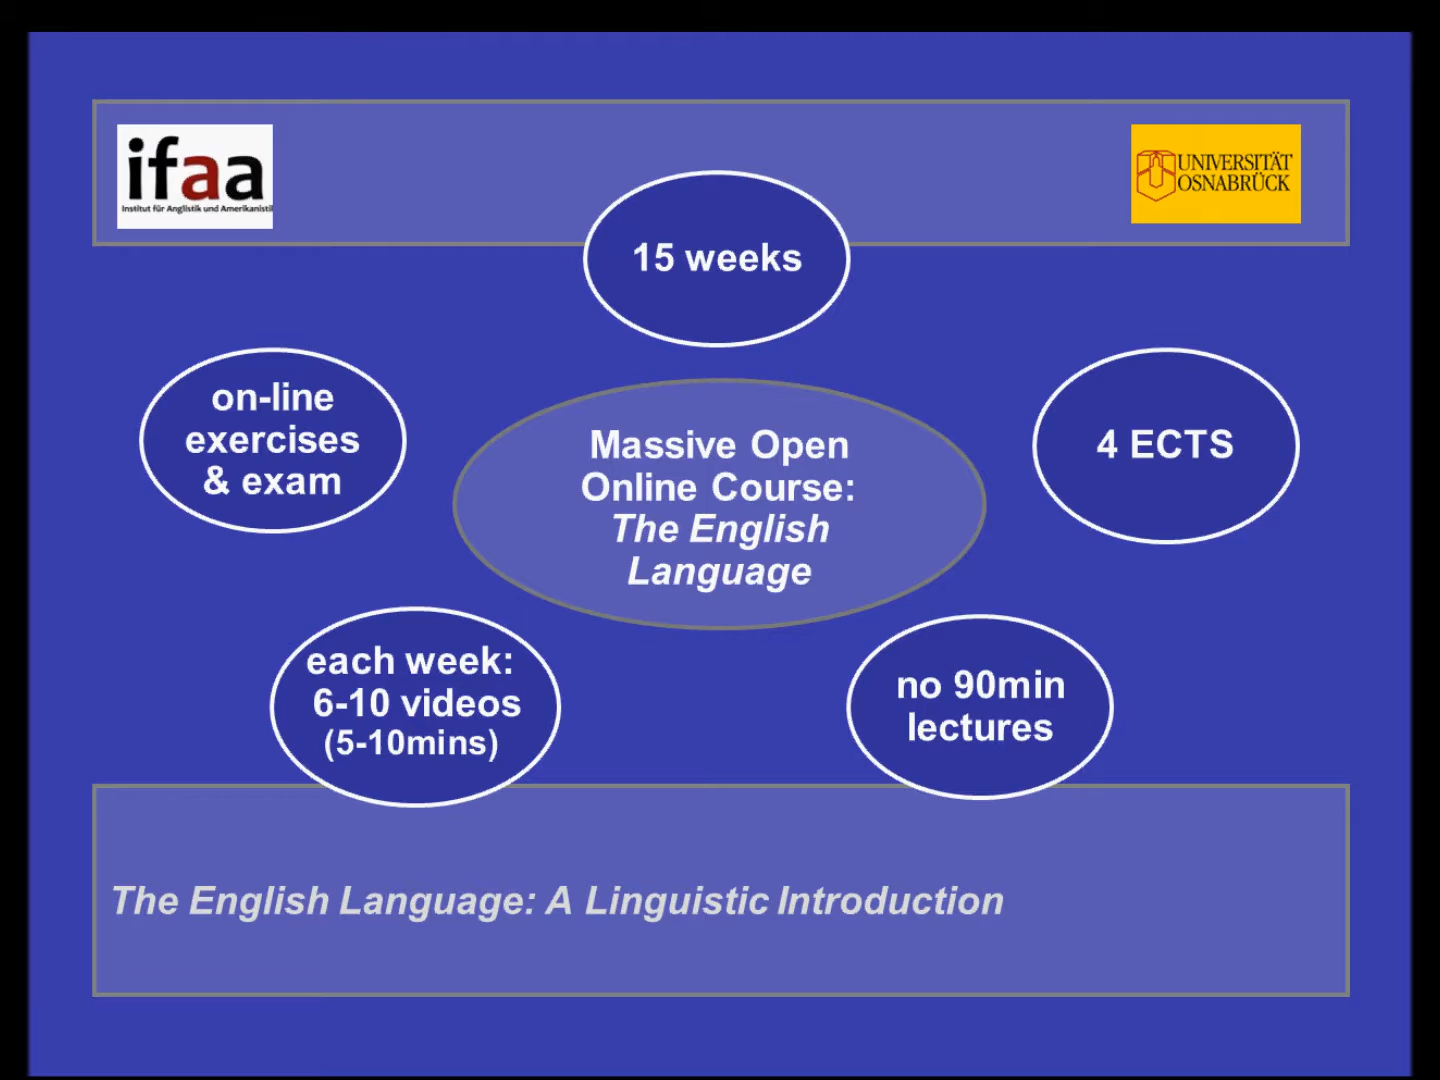 ifaa
Institut für Anglistik und Amerikanisti
UNIVERSITÄT
OSNABRÜCK
15 weeks
on-line
exercises
& exam
Massive Open
Online Course:
The English
Language
4 ECTS
each week:
6-10 videos
(5-10mins)
no 90min
lectures
The English Language: A Linguistic Introduction